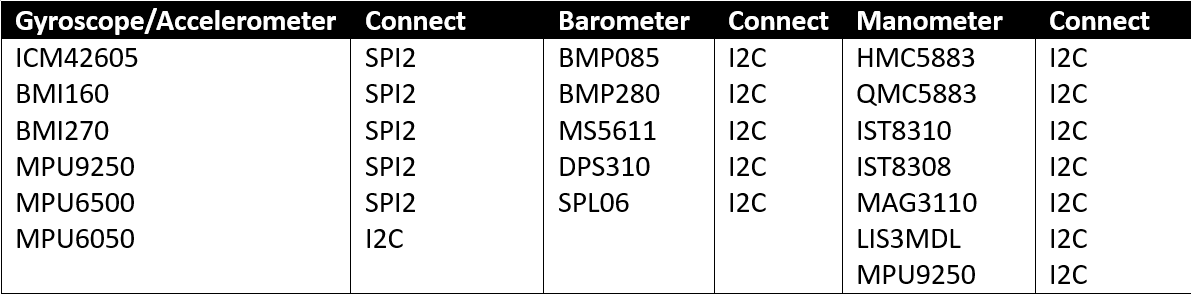 Gyroscope/Accelerometer Connect Barometer Connect Manometer Connect
ICM42605 SPI2 BMP085 I2C HMC5883 I2C
BMI160 SPI2 BMP280 I2C QMC5883 I2C
BMI270 SPI2 MS5611 I2C IST8310 I2C
MPU9250 SPI2 DPS310 I2C IST8308 I2C
MPU6500 SPI2 SPL06 I2C MAG3110 I2C
MPU6050 I2C LIS3MDL I2C
MPU9250 I2C